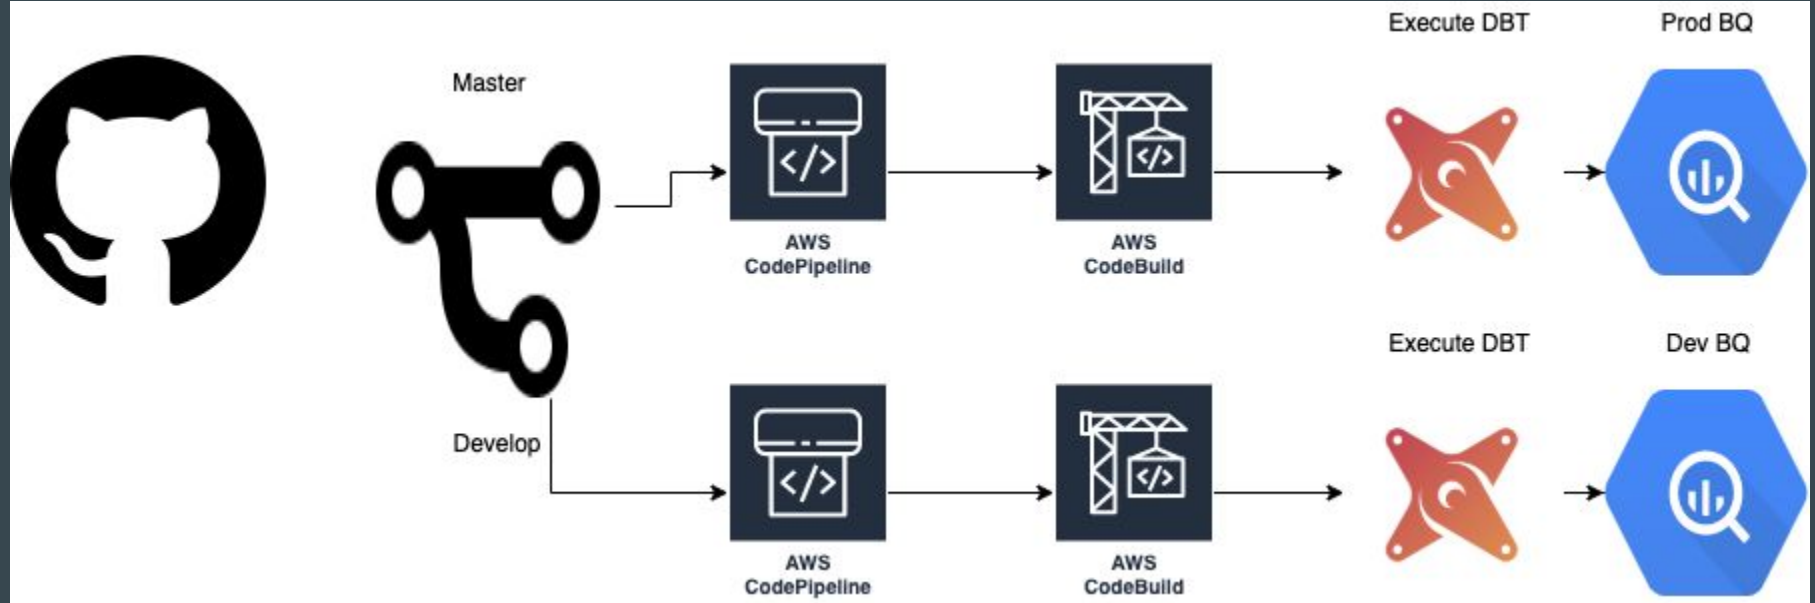 Execute DBT
Prod BQ
Master
</>
</>
AWS
CodePipeline
AWS
CodeBuild
Execute DBT
Dev BQ
Develop
</>
</>
AWS
CodePipeline
AWS
CodeBuild